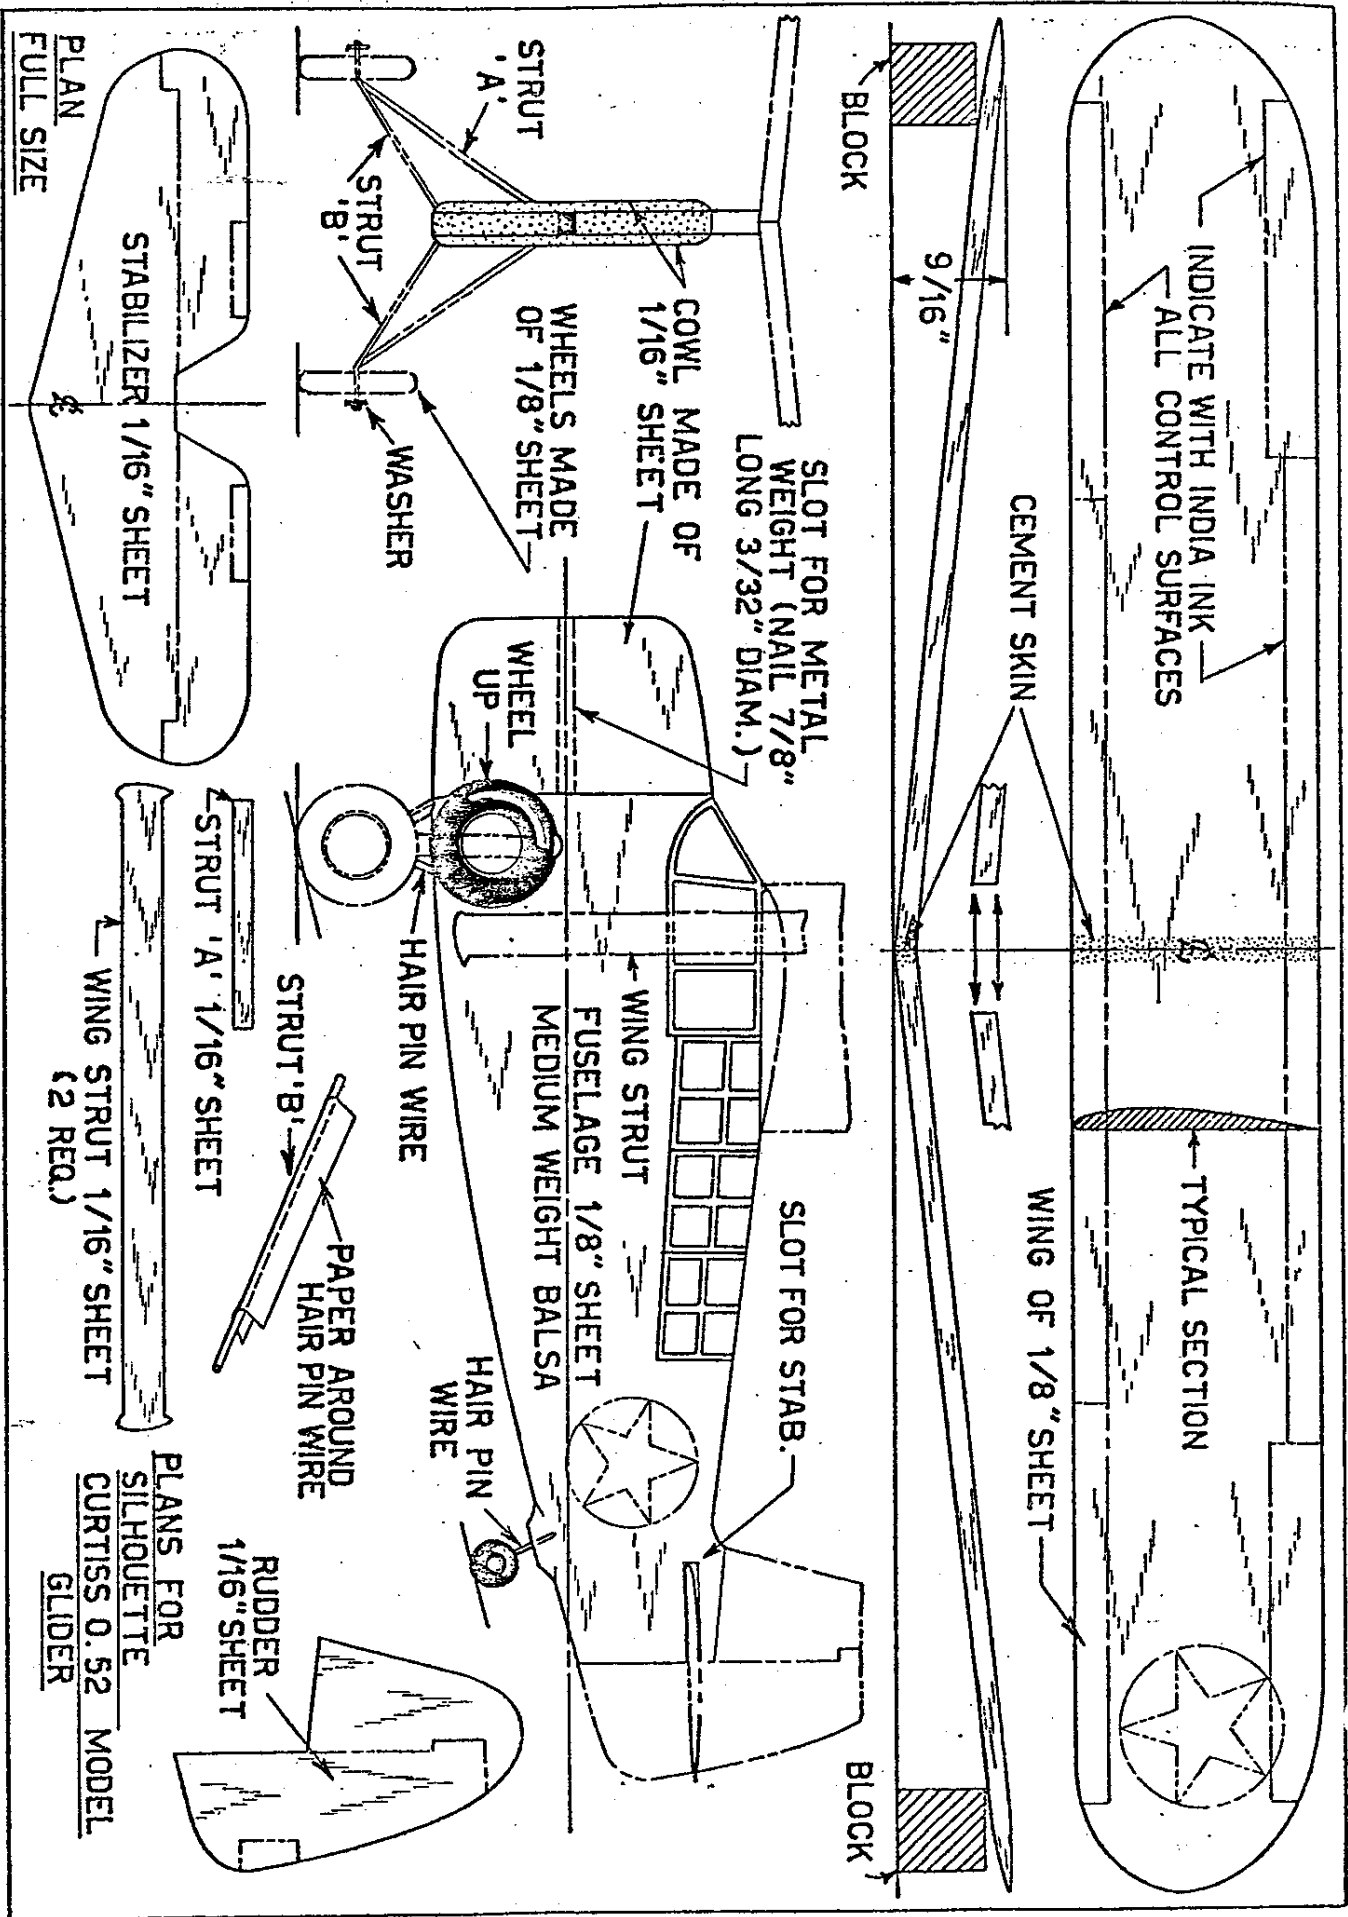 INDICATE WITH INDIA INK
ALL CONTROL SURFACES
TYPICAL SECTION
WING OF 1/8" SHEET
CEMENT SKIN
BLOCK
9/16"
BLOCK
SLOT FOR METAL
WEIGHT (NAIL 7/8"
LONG 3/32" DIAM.)
SLOT FOR STAB.
COWL MADE OF
1/16" SHEET
WHEELS MADE
OF 1/8" SHEET
STRUT
'A'
STRUT
'B'
WASHER
WHEEL
UP
WING STRUT
FUSELAGE 1/8" SHEET
MEDIUM WEIGHT BALSA
HAIR PIN WIRE
HAIR PIN
WIRE
STRUT 'B'
PAPER AROUND
HAIR PIN WIRE
STRUT 'A' 1/16" SHEET
WING STRUT 1/16" SHEET
(2 REQ.)
RUDDER
1/16" SHEET
STABILIZER 1/16" SHEET
℄
℄
PLAN
FULL SIZE
PLANS FOR
SILHOUETTE
CURTISS 0.52 MODEL
GLIDER